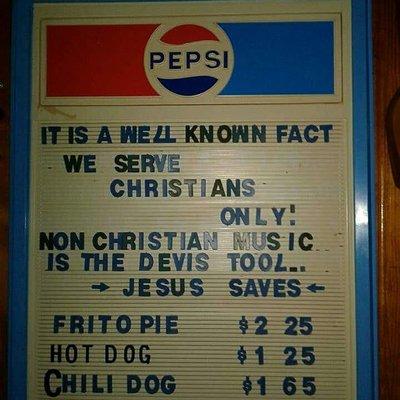 PEPSI
IT IS A WELL KNOWN FACT
WE SERVE
CHRISTIANS
ONLY!
NON CHRISTIAN MUSIC
IS THE DEVIS TOOL..
→ JESUS SAVES ←
FRITO PIE $2 25
HOT DOG $1 25
CHILI DOG $1 65